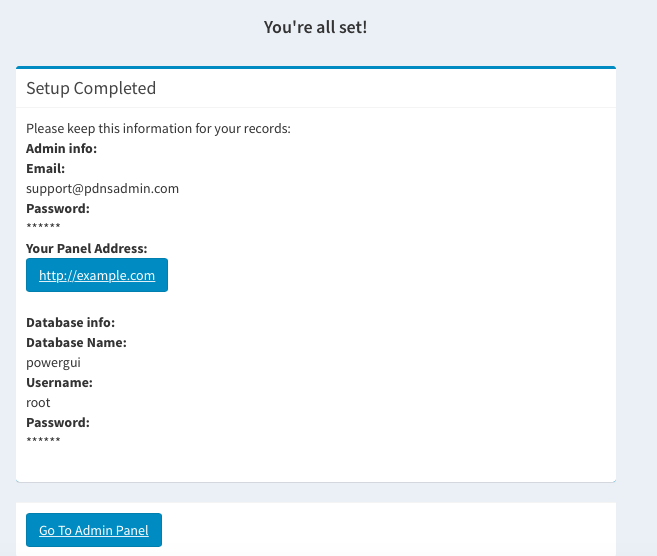 You're all set!
Setup Completed
Please keep this information for your records:
Admin info:
Email:
support@pdnsadmin.com
Password:
******
Your Panel Address:
http://example.com
Database info:
Database Name:
powergui
Username:
root
Password:
******
Go To Admin Panel